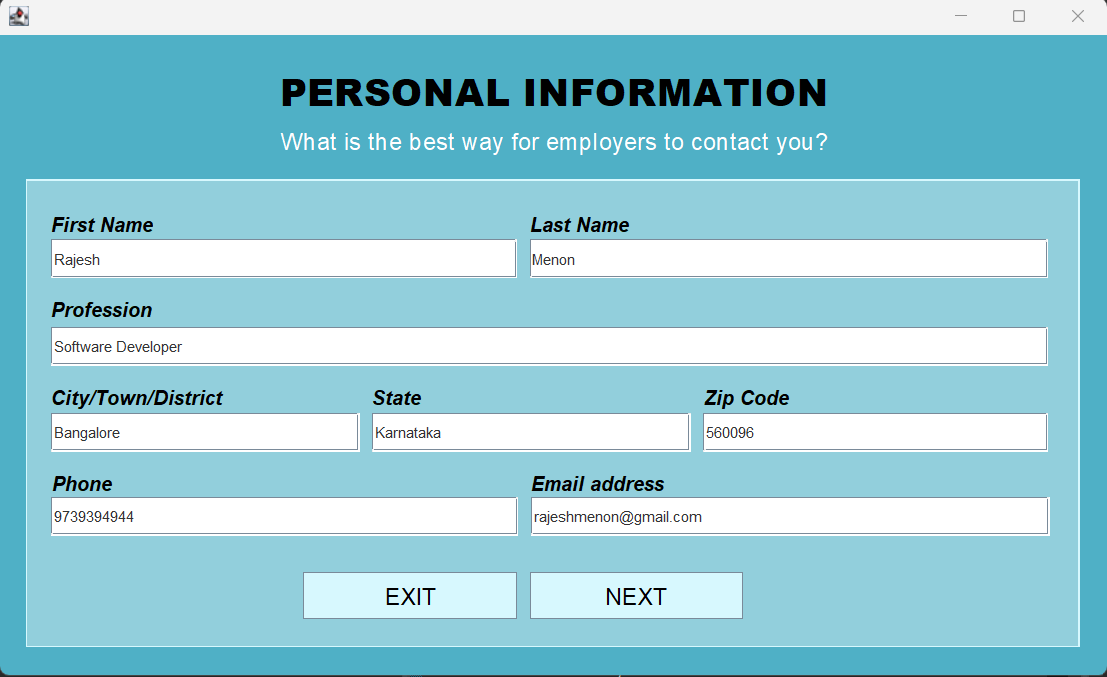 PERSONAL INFORMATION
What is the best way for employers to contact you?
First Name Last Name
Rajesh Menon
Profession
Software Developer
City/Town/District State Zip Code
Bangalore Karnataka 560096
Phone Email address
9739394944 rajeshmenon@gmail.com
EXIT NEXT